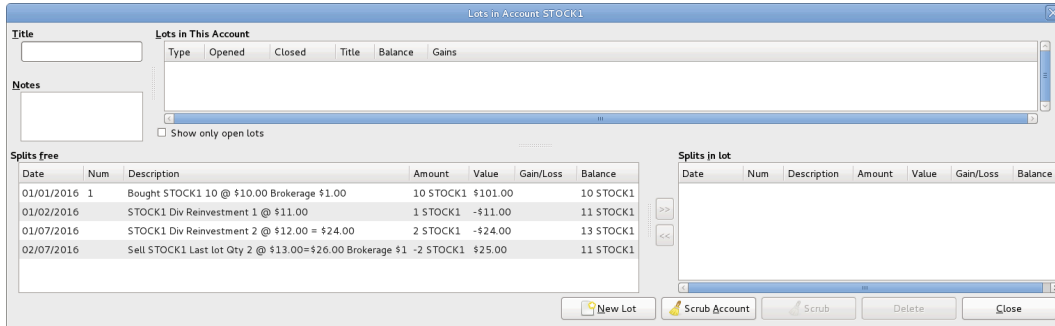 Lots in Account STOCK1
Title
Lots in This Account
Type Opened Closed Title Balance Gains
Notes
Show only open lots
Splits free
Date Num Description Amount Value Gain/Loss Balance
01/01/2016 1 Bought STOCK1 10 @ $10.00 Brokerage $1.00 10 STOCK1 $101.00 10 STOCK1
01/02/2016 STOCK1 Div Reinvestment 1 @ $11.00 1 STOCK1 -$11.00 11 STOCK1
01/07/2016 STOCK1 Div Reinvestment 2 @ $12.00 = $24.00 2 STOCK1 -$24.00 13 STOCK1
02/07/2016 Sell STOCK1 Last lot Qty 2 @ $13.00=$26.00 Brokerage $1 -2 STOCK1 $25.00 11 STOCK1
>>
<<
Splits in lot
Date Num Description Amount Value Gain/Loss Balance
New Lot Scrub Account Scrub Delete Close